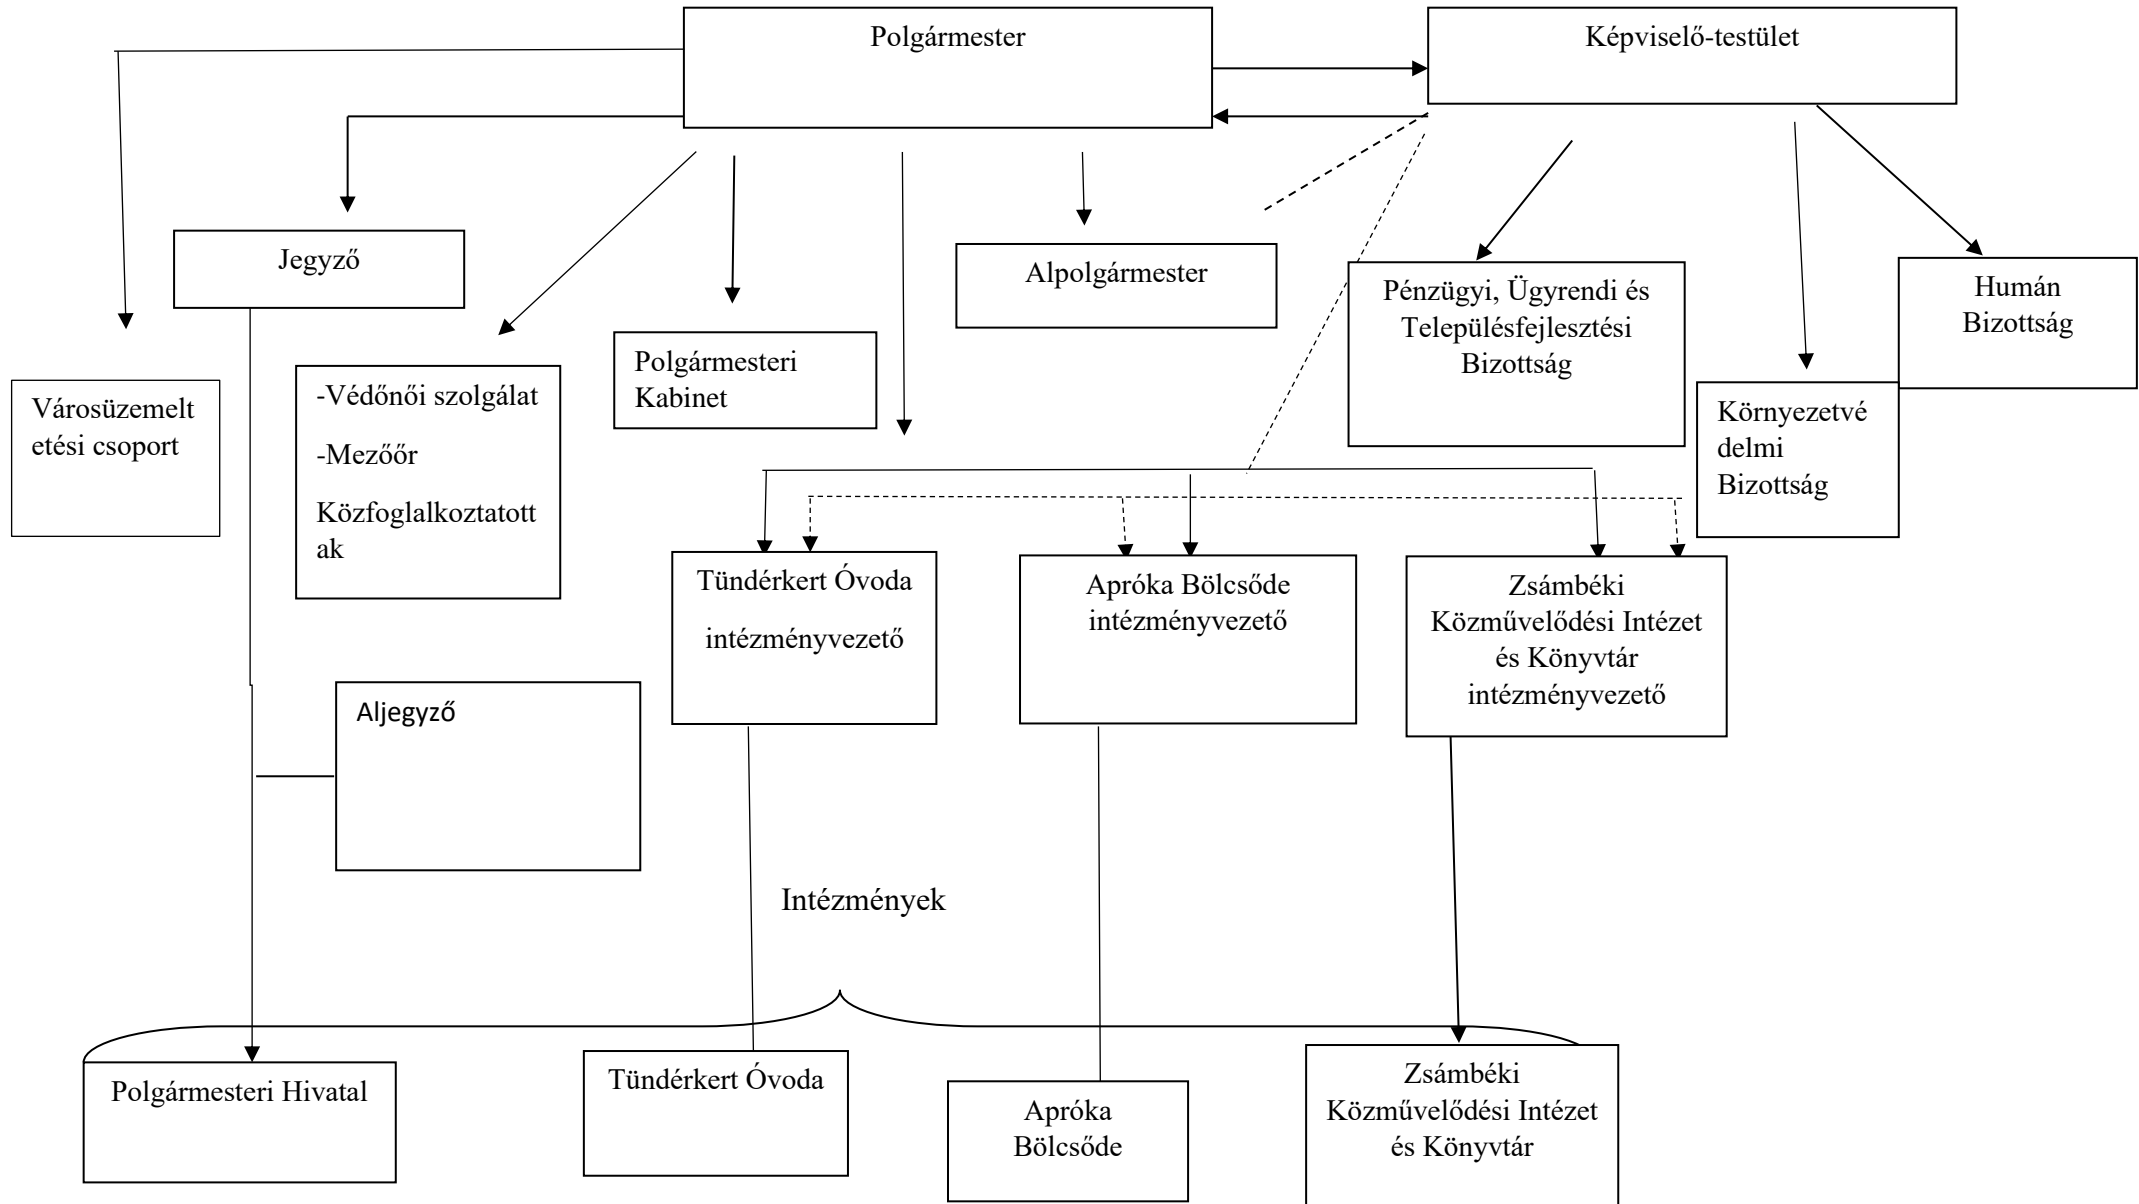 Polgármester
Képviselő-testület
Jegyző
Alpolgármester
Pénzügyi, Ügyrendi és
Településfejlesztési
Bizottság
Humán
Bizottság
Városüzemelt
etési csoport
-Védőnői szolgálat
-Mezőőr
Közfoglalkoztatott
ak
Polgármesteri
Kabinet
Környezetvé
delmi
Bizottság
Tündérkert Óvoda
intézményvezető
Apróka Bölcsőde
intézményvezető
Zsámbéki
Közművelődési Intézet
és Könyvtár
intézményvezető
Aljegyző
Intézmények
Polgármesteri Hivatal
Tündérkert Óvoda
Apróka
Bölcsőde
Zsámbéki
Közművelődési Intézet
és Könyvtár